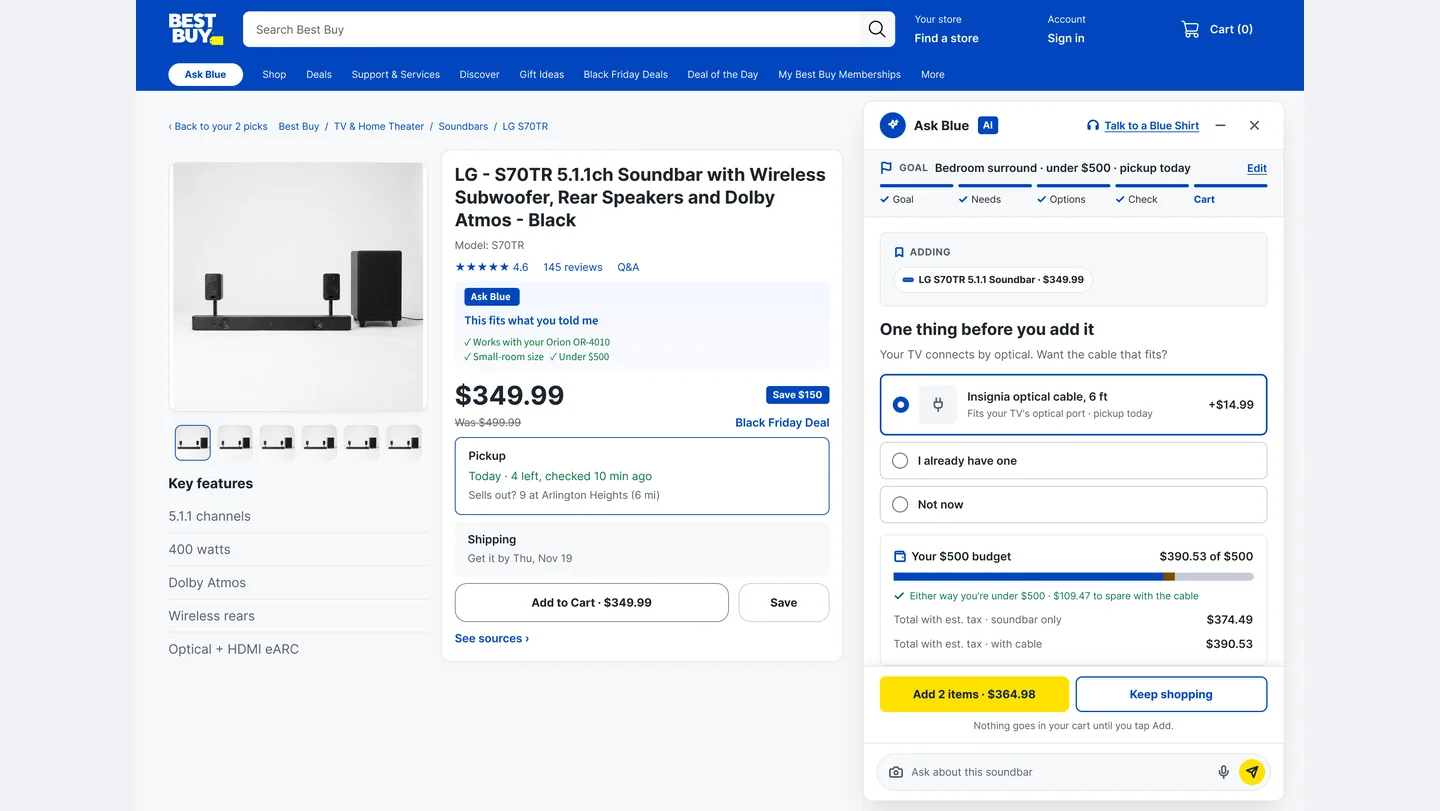 BEST
BUY
Search Best Buy
Your store
Find a store
Account
Sign in
Cart (0)
Ask Blue
Shop
Deals
Support & Services
Discover
Gift Ideas
Black Friday Deals
Deal of the Day
My Best Buy Memberships
More
‹ Back to your 2 picks
Best Buy / TV & Home Theater / Soundbars / LG S70TR
Key features
5.1.1 channels
400 watts
Dolby Atmos
Wireless rears
Optical + HDMI eARC
LG - S70TR 5.1.1ch Soundbar with Wireless
Subwoofer, Rear Speakers and Dolby
Atmos - Black
Model: S70TR
★★★★★ 4.6 145 reviews Q&A
Ask Blue
This fits what you told me
✓ Works with your Orion OR-4010
✓ Small-room size ✓ Under $500
$349.99
Save $150
Was $499.99
Black Friday Deal
Pickup
Today · 4 left, checked 10 min ago
Sells out? 9 at Arlington Heights (6 mi)
Shipping
Get it by Thu, Nov 19
Add to Cart · $349.99
Save
See sources ›
Ask Blue AI
Talk to a Blue Shirt
GOAL Bedroom surround · under $500 · pickup today
Edit
Goal
Needs
Options
Check
Cart
ADDING
LG S70TR 5.1.1 Soundbar · $349.99
One thing before you add it
Your TV connects by optical. Want the cable that fits?
Insignia optical cable, 6 ft
Fits your TV's optical port · pickup today
+$14.99
I already have one
Not now
Your $500 budget
$390.53 of $500
Either way you're under $500 · $109.47 to spare with the cable
Total with est. tax · soundbar only
$374.49
Total with est. tax · with cable
$390.53
Add 2 items · $364.98
Keep shopping
Nothing goes in your cart until you tap Add.
Ask about this soundbar